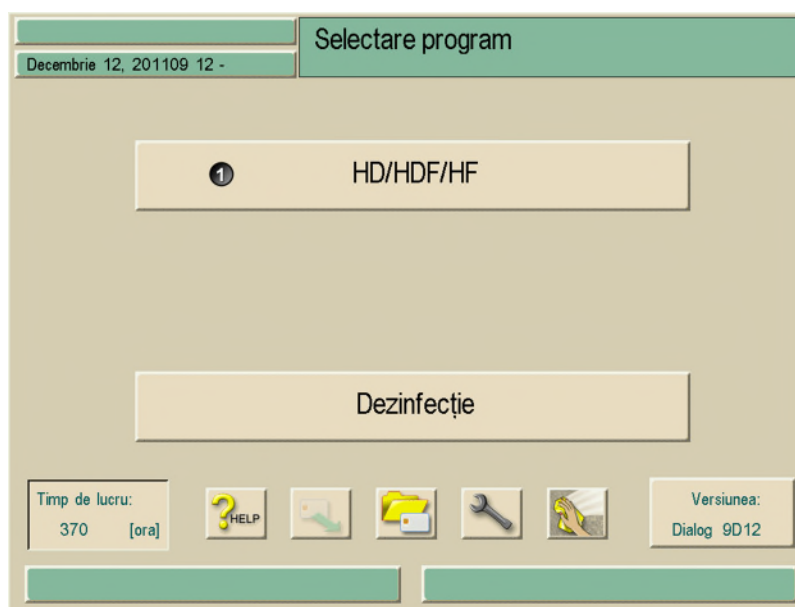 Selectare program
Decembrie 12, 201109 12 -
1 HD/HDF/HF
Dezinfecție
Timp de lucru:
370 [ora]
HELP
Versiunea:
Dialog 9D12